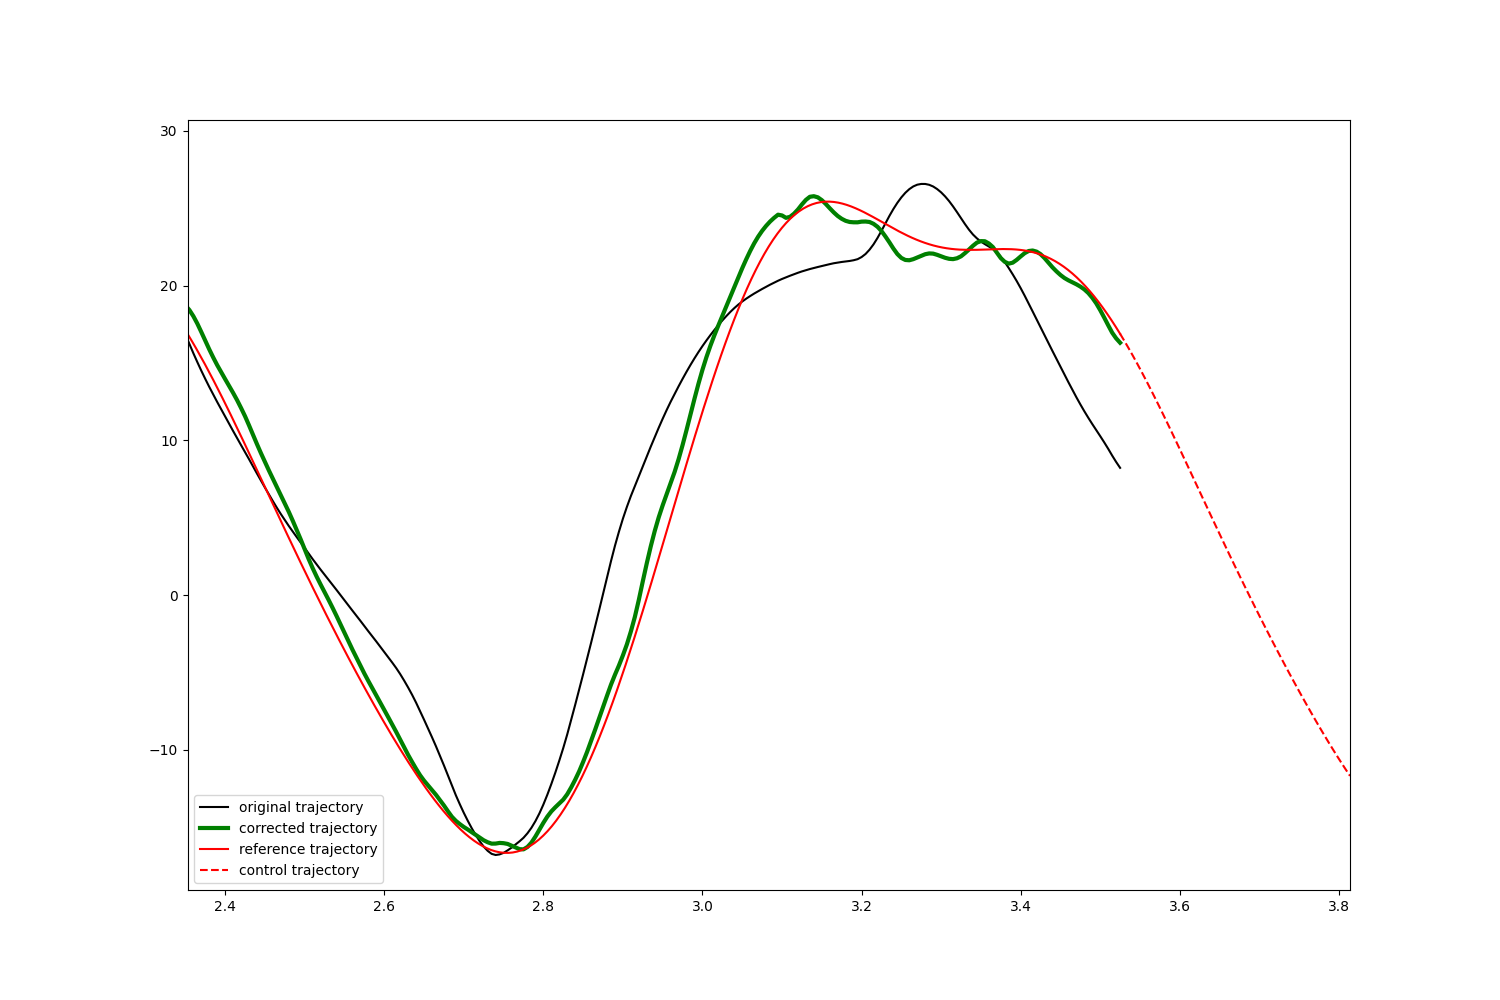 30
20
10
0
−10
original trajectory
corrected trajectory
reference trajectory
control trajectory
2.4 2.6 2.8 3.0 3.2 3.4 3.6 3.8